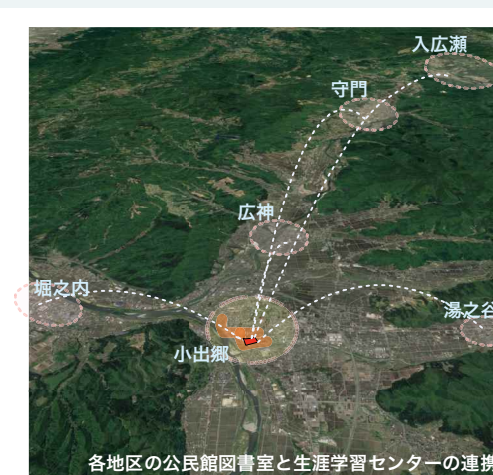 入広瀬
守門
広神
堀之内
湯之谷
小出郷
各地区の公民館図書室と生涯学習センターの連携